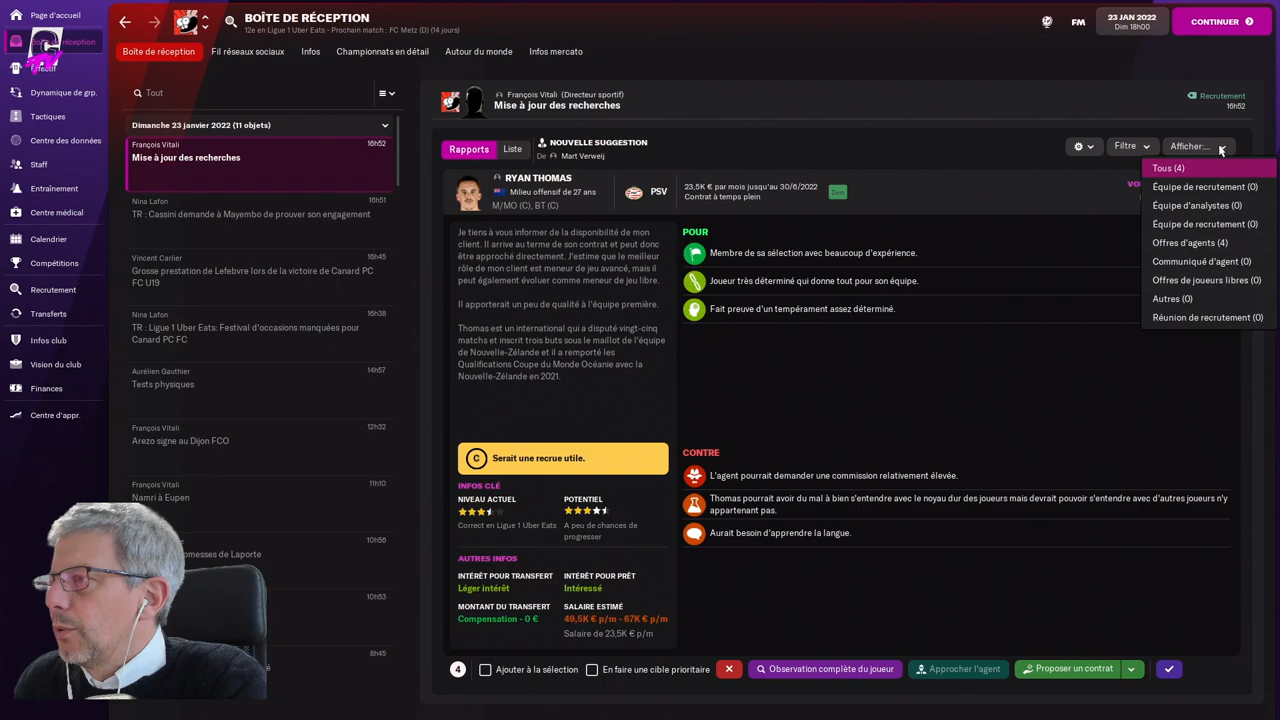 Page d'accueil
BOÎTE DE RÉCEPTION
12e en Ligue 1 Uber Eats - Prochain match : FC Metz (D) (14 jours)
FM
23 JAN 2022
Dim 18h00
CONTINUER
Boîte de réception
Fil réseaux sociaux
Infos
Championnats en détail
Autour du monde
Infos mercato
Effectif
Dynamique de grp.
Tactiques
Centre des données
Staff
Entraînement
Centre médical
Calendrier
Compétitions
Recrutement
Transferts
Infos club
Vision du club
Finances
Centre d'appr.
Tout
Dimanche 23 janvier 2022 (11 objets)
François Vitali
16h52
Mise à jour des recherches
Nina Lafon
16h51
TR : Cassini demande à Mayembo de prouver son engagement
Vincent Carlier
16h45
Grosse prestation de Lefebvre lors de la victoire de Canard PC
FC U19
Nina Lafon
16h38
TR : Ligue 1 Uber Eats: Festival d'occasions manquées pour
Canard PC FC
Aurélien Gauthier
14h57
Tests physiques
François Vitali
12h32
Arezo signe au Dijon FCO
François Vitali
11h10
Namri à Eupen
10h56
omesses de Laporte
10h53
8h45
François Vitali (Directeur sportif)
Mise à jour des recherches
Recrutement
16h52
Rapports
Liste
NOUVELLE SUGGESTION
De
Mart Verweij
Filtre
Afficher:...
Tous (4)
Équipe de recrutement (0)
Équipe d'analystes (0)
Équipe de recrutement (0)
Offres d'agents (4)
Communiqué d'agent (0)
Offres de joueurs libres (0)
Autres (0)
Réunion de recrutement (0)
RYAN THOMAS
Milieu offensif de 27 ans
M/MO (C), BT (C)
PSV
23,5K € par mois jusqu'au 30/6/2022
Contrat à temps plein
Je tiens à vous informer de la disponibilité de mon
client. Il arrive au terme de son contrat et peut donc
être approché directement. J'estime que le meilleur
rôle de mon client est meneur de jeu avancé, mais il
peut également évoluer comme meneur de jeu libre.
Il apporterait un peu de qualité à l'équipe première.
Thomas est un international qui a disputé vingt-cinq
matchs et inscrit trois buts sous le maillot de l'équipe
de Nouvelle-Zélande et il a remporté les
Qualifications Coupe du Monde Océanie avec la
Nouvelle-Zélande en 2021.
C
Serait une recrue utile.
INFOS CLÉ
NIVEAU ACTUEL
POTENTIEL
Correct en Ligue 1 Uber Eats
A peu de chances de
progresser
AUTRES INFOS
INTÉRÊT POUR TRANSFERT
INTÉRÊT POUR PRÊT
Léger intérêt
Intéressé
MONTANT DU TRANSFERT
SALAIRE ESTIMÉ
Compensation - 0 €
49,5K € p/m - 67K € p/m
Salaire de 23,5K € p/m
POUR
Membre de sa sélection avec beaucoup d'expérience.
Joueur très déterminé qui donne tout pour son équipe.
Fait preuve d'un tempérament assez déterminé.
CONTRE
L'agent pourrait demander une commission relativement élevée.
Thomas pourrait avoir du mal à bien s'entendre avec le noyau dur des joueurs mais devrait pouvoir s'entendre avec d'autres joueurs n'y
appartenant pas.
Aurait besoin d'apprendre la langue.
4
Ajouter à la sélection
En faire une cible prioritaire
Observation complète du joueur
Approcher l'agent
Proposer un contrat